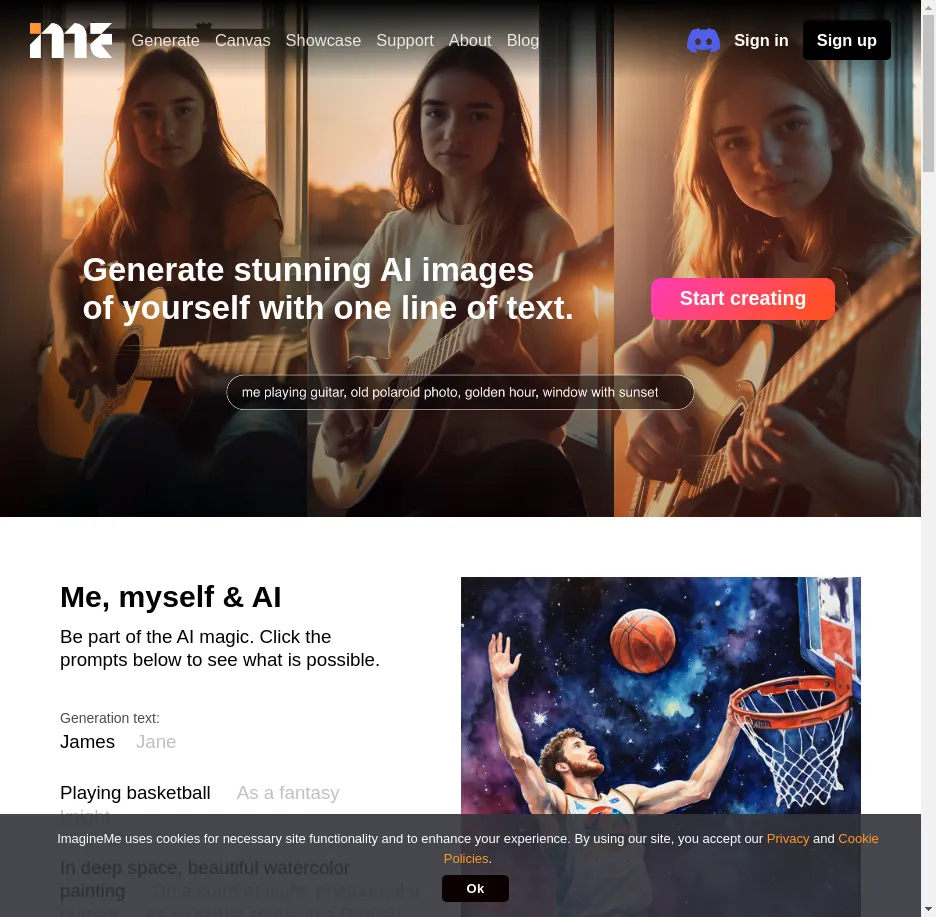 me
Generate Canvas Showcase Support About Blog
Sign in
Sign up
Generate stunning AI images
of yourself with one line of text.
Start creating
me playing guitar, old polaroid photo, golden hour, window with sunset
Me, myself & AI
Be part of the AI magic. Click the
prompts below to see what is possible.
Generation text:
James Jane
Playing basketball As a fantasy
knight
ImagineMe uses cookies for necessary site functionality and to enhance your experience. By using our site, you accept our Privacy and Cookie
Policies.
In deep space, beautiful watercolor
painting
Ok